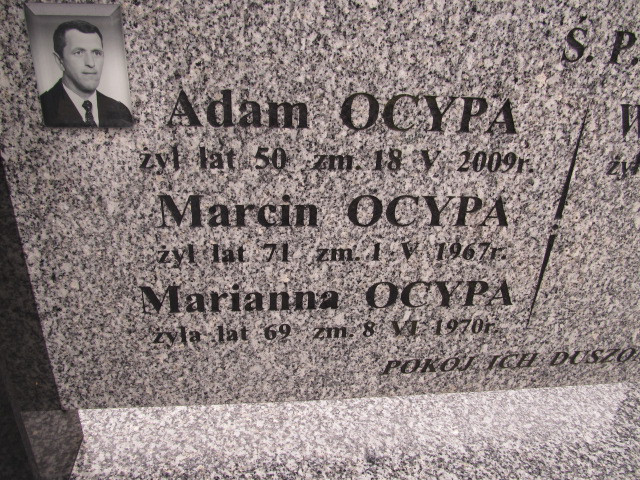 Ś. P.
Adam OCYPA
żył lat 50 zm. 18 V 2009r.
Marcin OCYPA
żył lat 71 zm. 1 V 1967r.
Marianna OCYPA
żyła lat 69 zm. 8 VI 1970r.
POKÓJ ICH DUSZO